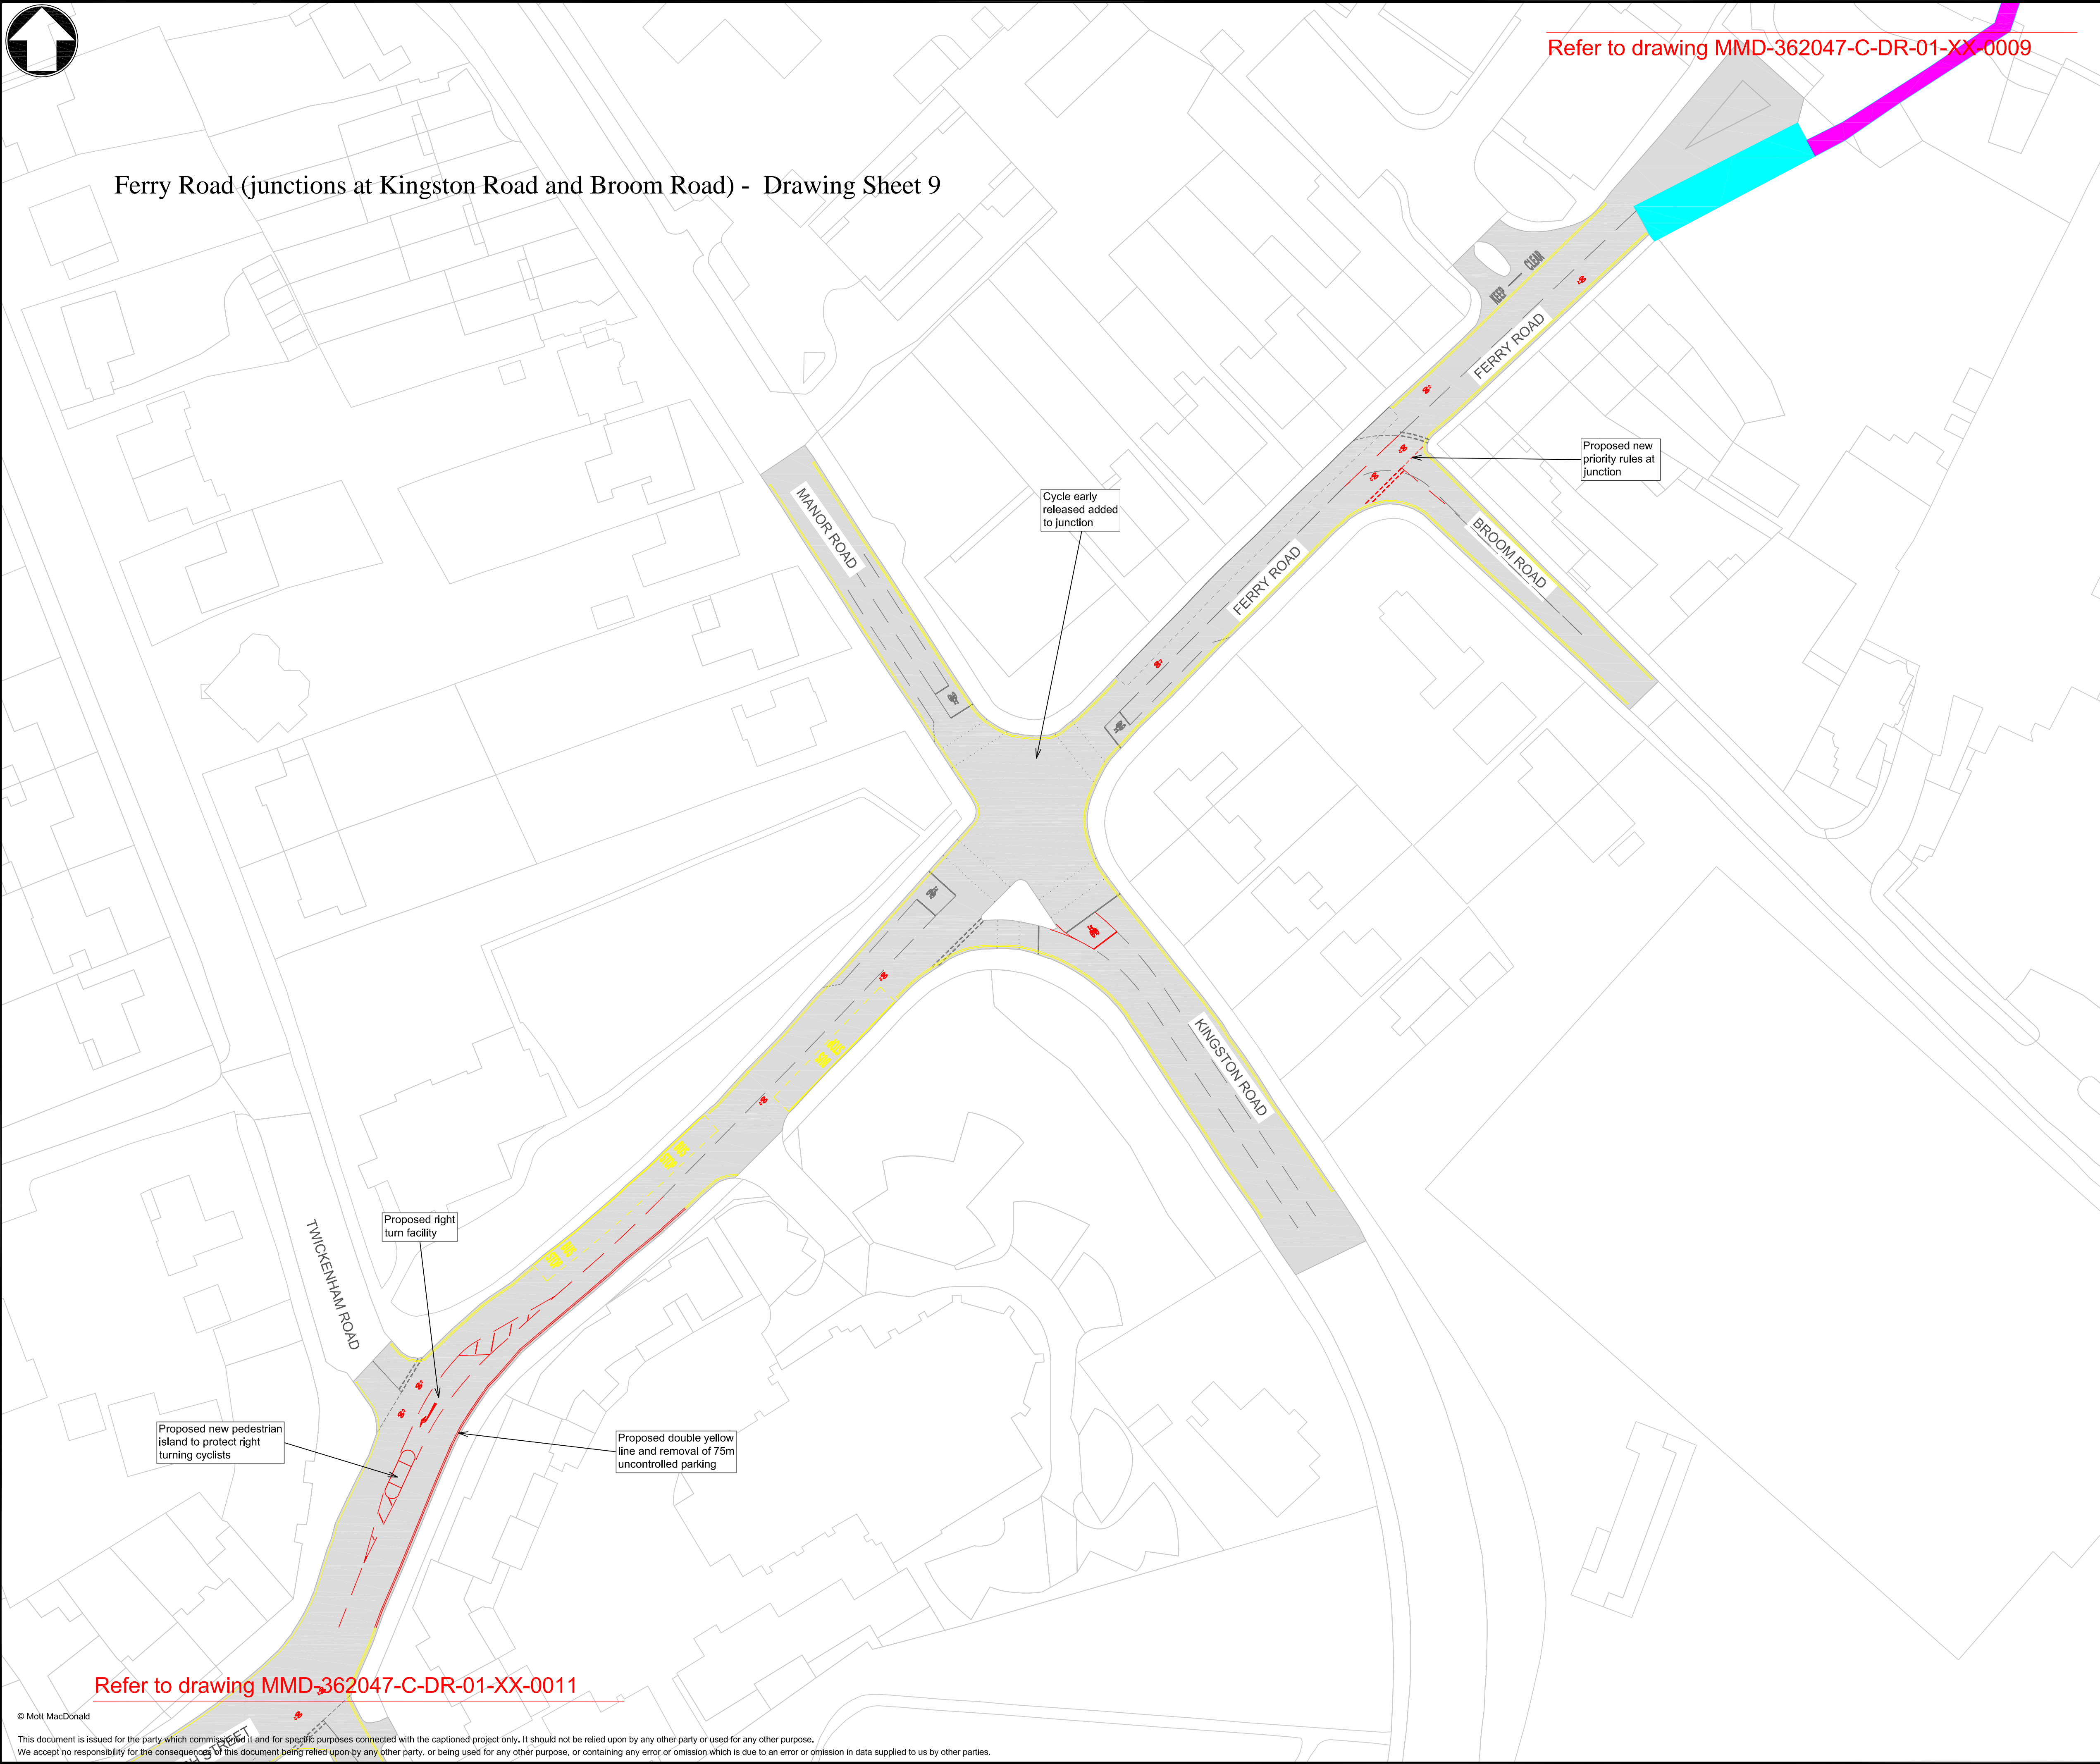 Refer to drawing MMD-362047-C-DR-01-XX-0009
Ferry Road (junctions at Kingston Road and Broom Road) - Drawing Sheet 9
KEEP CLEAR
FERRY ROAD
Proposed new
priority rules at
junction
MANOR ROAD
Cycle early
released added
to junction
BROOM ROAD
FERRY ROAD
KINGSTON ROAD
Proposed right
turn facility
TWICKENHAM ROAD
Proposed new pedestrian
island to protect right
turning cyclists
Proposed double yellow
line and removal of 75m
uncontrolled parking
Refer to drawing MMD-362047-C-DR-01-XX-0011
© Mott MacDonald
STREET
This document is issued for the party which commissioned it and for specific purposes connected with the captioned project only. It should not be relied upon by any other party or used for any other purpose.
We accept no responsibility for the consequences of this document being relied upon by any other party, or being used for any other purpose, or containing any error or omission which is due to an error or omission in data supplied to us by other parties.